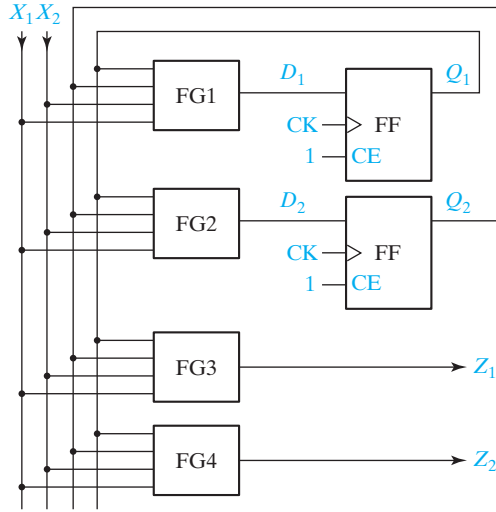 X₁ X₂
D₁
Q₁
FG1
CK
FF
1
CE
D₂
Q₂
FG2
CK
FF
1
CE
FG3
Z₁
FG4
Z₂